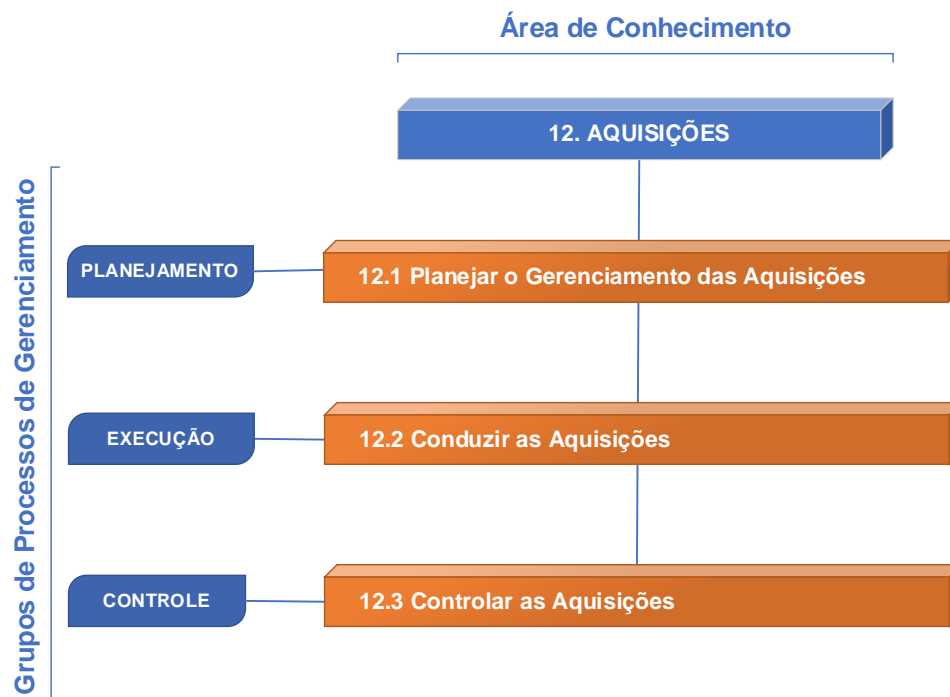 Área de Conhecimento
12. AQUISIÇÕES
Grupos de Processos de Gerenciamento
PLANEJAMENTO
12.1 Planejar o Gerenciamento das Aquisições
EXECUÇÃO
12.2 Conduzir as Aquisições
CONTROLE
12.3 Controlar as Aquisições